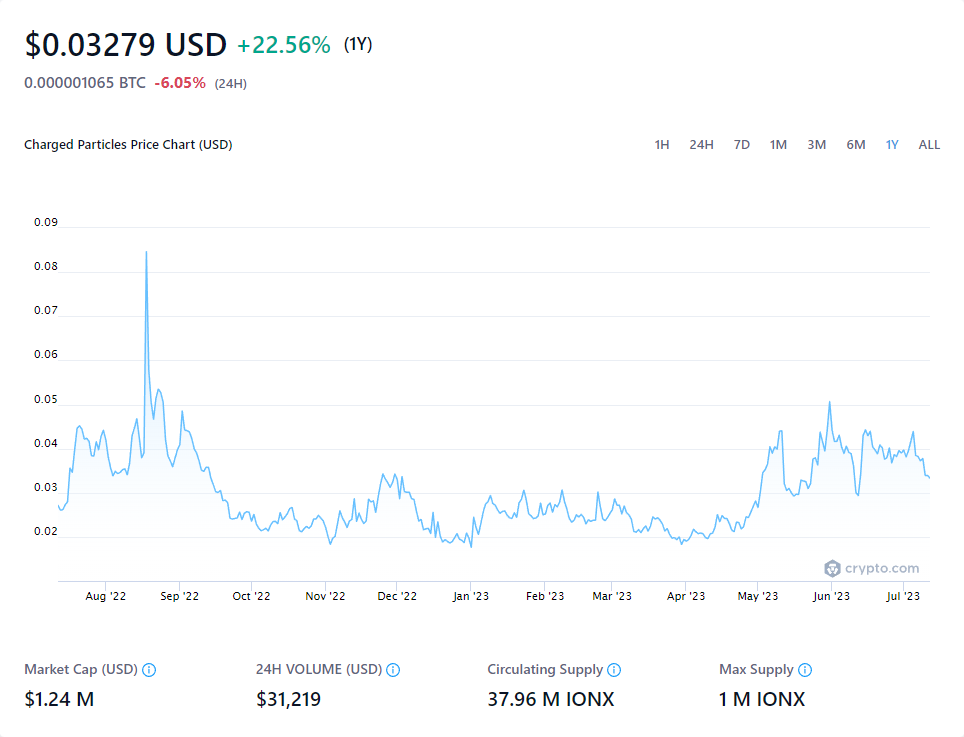 $0.03279 USD +22.56% (1Y)
0.000001065 BTC -6.05% (24H)
Charged Particles Price Chart (USD) 1H 24H 7D 1M 3M 6M 1Y ALL
0.09
0.08
0.07
0.06
0.05
0.04
0.03
0.02
crypto.com
Aug '22 Sep '22 Oct '22 Nov '22 Dec '22 Jan '23 Feb '23 Mar '23 Apr '23 May '23 Jun '23 Jul '23
Market Cap (USD) 24H VOLUME (USD) Circulating Supply Max Supply
$1.24 M $31,219 37.96 M IONX 1 M IONX